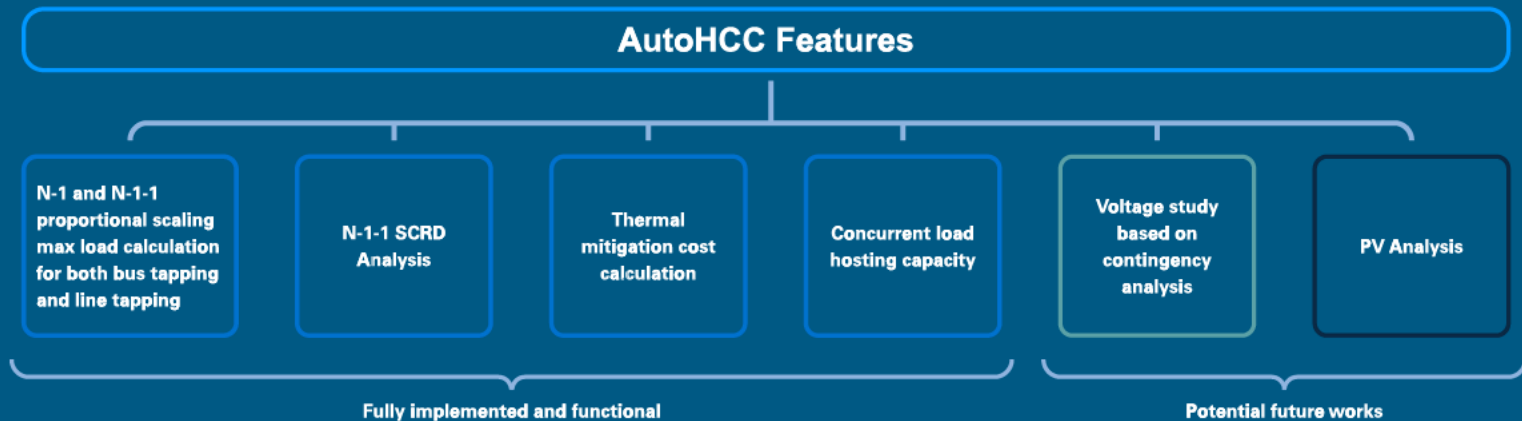 AutoHCC Features
N-1 and N-1-1
proportional scaling
max load calculation
for both bus tapping
and line tapping
N-1-1 SCRD
Analysis
Thermal
mitigation cost
calculation
Concurrent load
hosting capacity
Voltage study
based on
contingency
analysis
PV Analysis
Fully implemented and functional
Potential future works